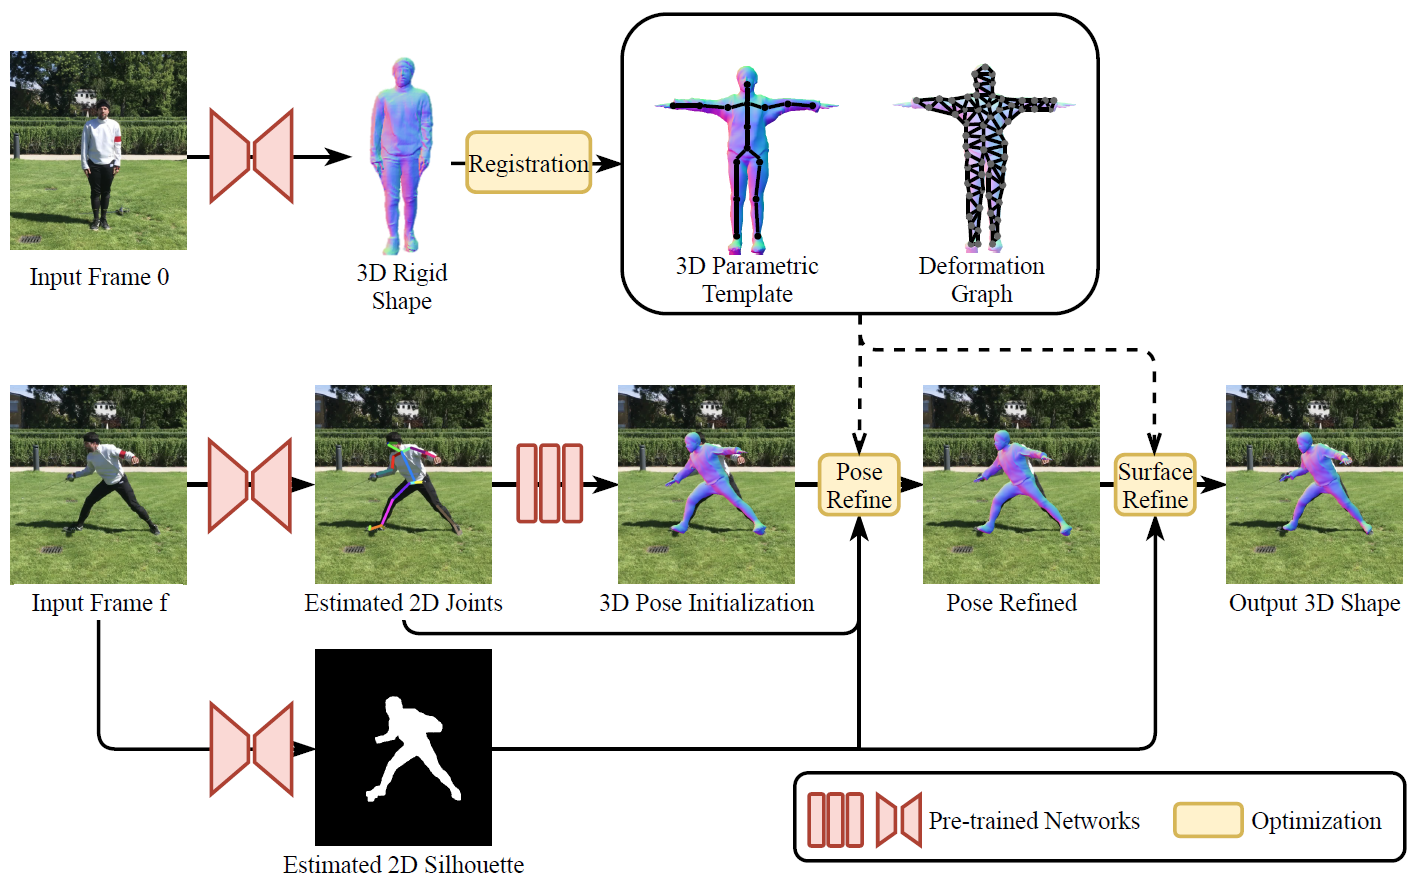 Input Frame 0
3D Rigid
Shape
Registration
3D Parametric
Template
Deformation
Graph
Input Frame f
Estimated 2D Joints
3D Pose Initialization
Pose
Refine
Pose Refined
Surface
Refine
Output 3D Shape
Estimated 2D Silhouette
Pre-trained Networks
Optimization